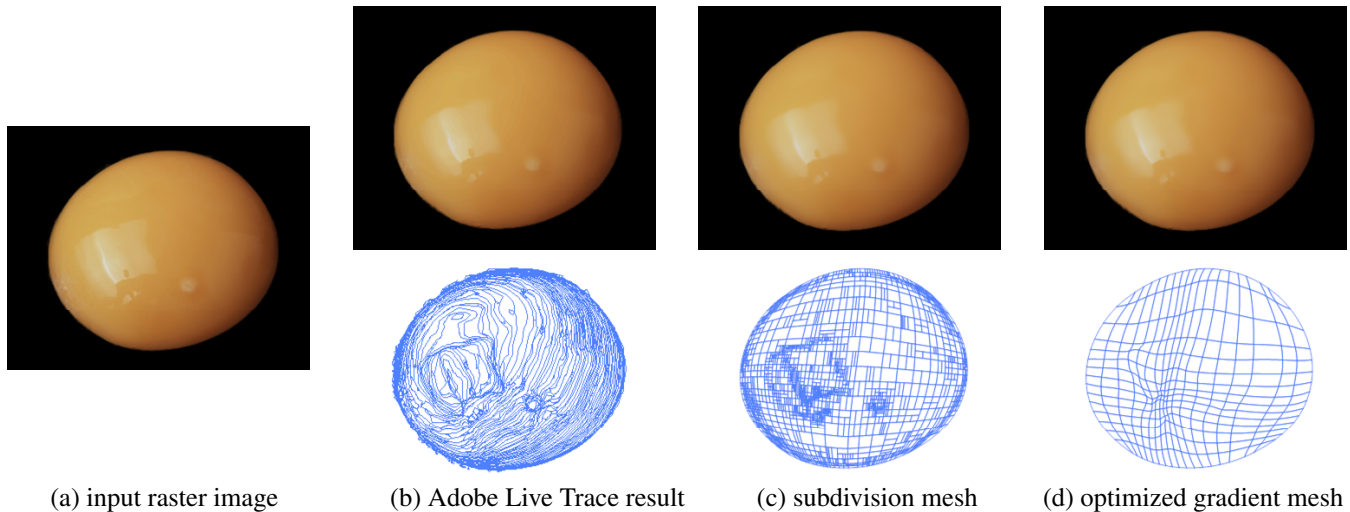 (a) input raster image
(b) Adobe Live Trace result
(c) subdivision mesh
(d) optimized gradient mesh